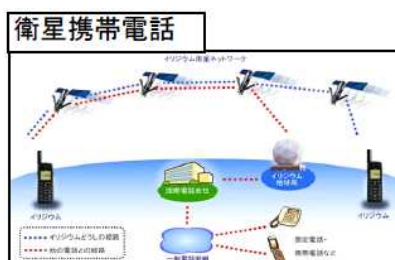 衛星携帯電話
イリジウム衛星ネットワーク
イリジウム
国際電話会社
イリジウム
地球局
イリジウム
イリジウムどうしの経路
他の電話との経路
一般電話回線
固定電話・
携帯電話など